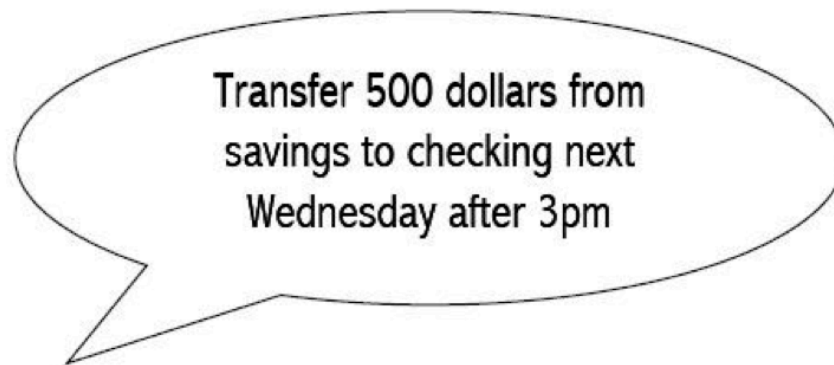 Transfer 500 dollars from
savings to checking next
Wednesday after 3pm